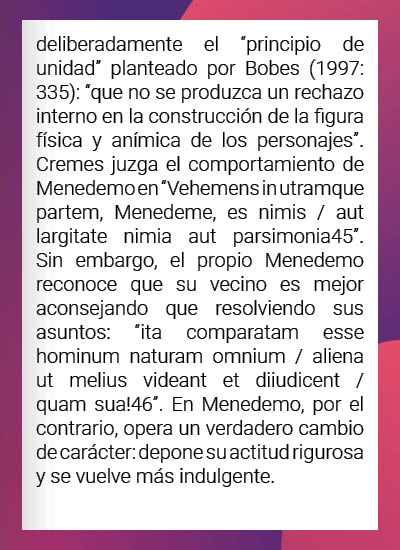 deliberadamente el “principio de
unidad” planteado por Bobes (1997:
335): “que no se produzca un rechazo
interno en la construcción de la figura
física y anímica de los personajes”.
Cremes juzga el comportamiento de
Menedemo en “Vehemens in utramque
partem, Menedeme, es nimis / aut
largitate nimia aut parsimonia45”.
Sin embargo, el propio Menedemo
reconoce que su vecino es mejor
aconsejando que resolviendo sus
asuntos: “ita comparatam esse
hominum naturam omnium / aliena
ut melius videant et diiudicent /
quam sua!46”. En Menedemo, por el
contrario, opera un verdadero cambio
de carácter: depone su actitud rigurosa
y se vuelve más indulgente.